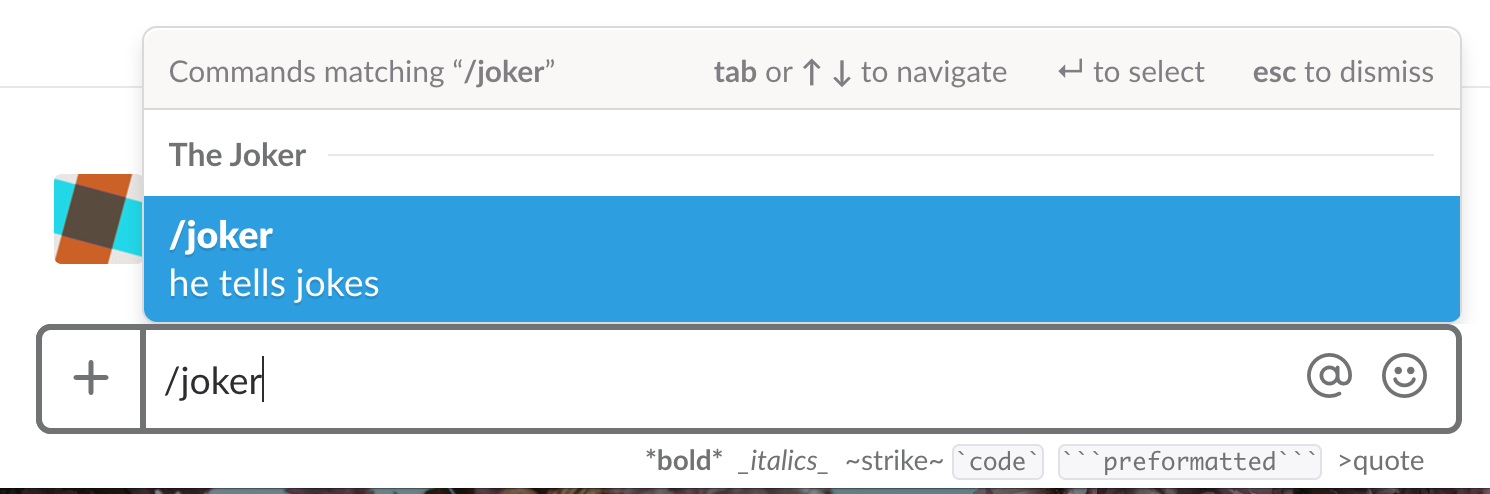 Commands matching “/joker” tab or ↑ ↓ to navigate ↵ to select esc to dismiss
The Joker
/joker
he tells jokes
/joker
*bold* _italics_ ~strike~ `code` ```preformatted``` >quote